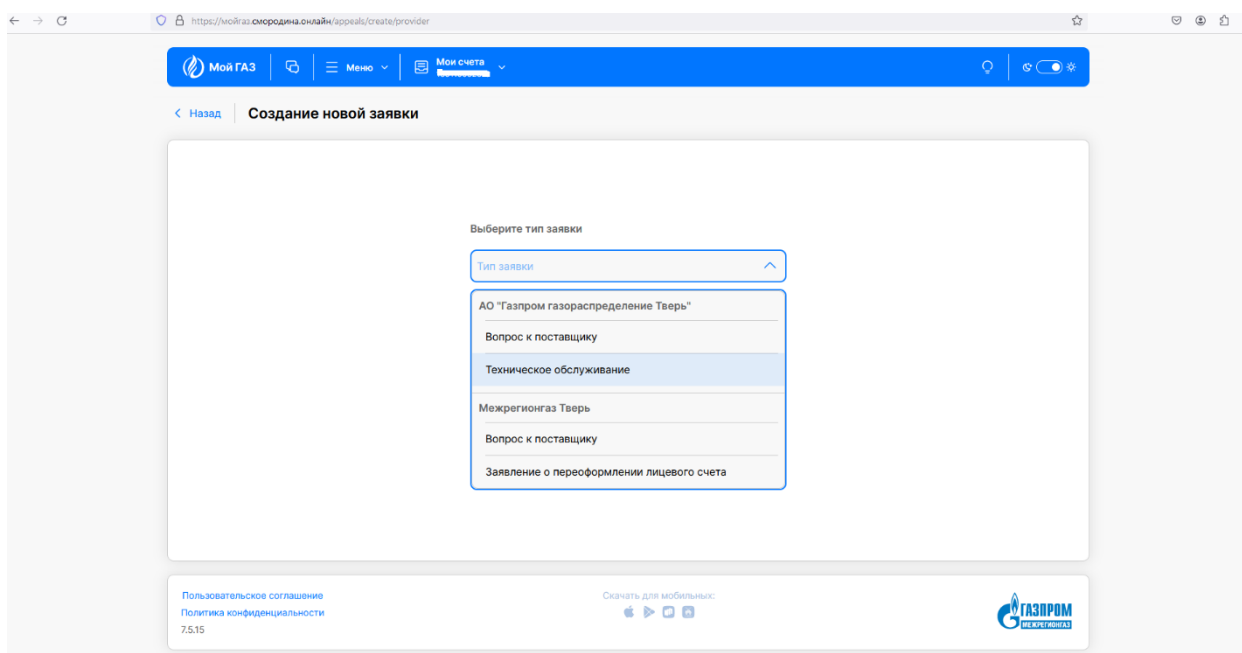 https://мойгаз.смородина.онлайн/appeals/create/provider
Мой ГАЗ
Меню
Мои счета
Назад
Создание новой заявки
Выберите тип заявки
Тип заявки
АО "Газпром газораспределение Тверь"
Вопрос к поставщику
Техническое обслуживание
Межрегионгаз Тверь
Вопрос к поставщику
Заявление о переоформлении лицевого счета
Пользовательское соглашение
Политика конфиденциальности
7.5.15
Скачать для мобильных:
ГАЗПРОМ
МЕЖРЕГИОНГАЗ